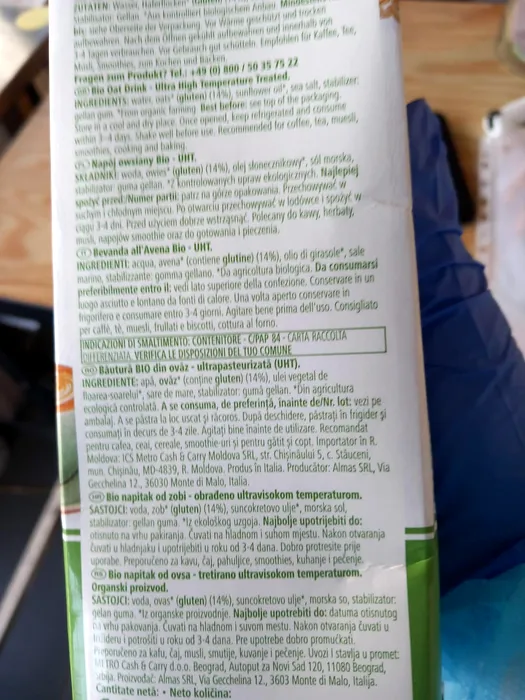 ZUTATEN: Wasser, Haferflocken*
stabilisator: Gellan. *Aus kontrolliert biologischem Anbau. Mindestens
bis: siehe Oberseite der Verpackung. Vor Wärme geschützt und trocken
aufbewahren. Nach dem Öffnen gekühlt aufbewahren und innerhalb von
3-4 Tagen verbrauchen. Vor Gebrauch gut schütteln. Empfohlen für Kaffee, Tee,
Müsli, Smoothies, zum Kochen und Backen.
Fragen zum Produkt? Tel.: +49 (0) 800 / 50 35 75 22
Bio Oat Drink - Ultra High Temperature Treated.
INGREDIENTS: water, oats* (gluten) (14%), sunflower oil*, sea salt, stabilizer:
gellan gum. *From organic farming. Best before: see top of the packaging.
Store in a cool and dry place. Once opened, keep refrigerated and consume
within 3-4 days. Shake well before use. Recommended for coffee, tea, muesli,
smoothies, cooking and baking.
Napój owsiany Bio - UHT.
SKŁADNIKI: woda, owies* (gluten) (14%), olej słonecznikowy*, sól morska,
stabilizator: guma gellan. *Z kontrolowanych upraw ekologicznych. Najlepiej
spożyć przed/Numer partii: patrz na górze opakowania. Przechowywać w
suchym i chłodnym miejscu. Po otwarciu przechowywać w lodówce i spożyć w
ciągu 3-4 dni. Przed użyciem dobrze wstrząsnąć. Polecany do kawy, herbaty,
musli, napojów smoothie oraz do gotowania i pieczenia.
Bevanda all'Avena Bio - UHT.
INGREDIENTI: acqua, avena* (contiene glutine) (14%), olio di girasole*, sale
marino, stabilizzante: gomma gellano. *Da agricoltura biologica. Da consumarsi
preferibilmente entro il: vedi lato superiore della confezione. Conservare in un
luogo asciutto e lontano da fonti di calore. Una volta aperto conservare in
frigorifero e consumare entro 3-4 giorni. Agitare bene prima dell'uso. Consigliato
per caffè, tè, muesli, frullati e biscotti, cottura al forno.
INDICAZIONI DI SMALTIMENTO: CONTENITORE - C/PAP 84 - CARTA RACCOLTA
DIFFERENZIATA. VERIFICA LE DISPOSIZIONI DEL TUO COMUNE
Băutură BIO din ovăz - ultrapasteurizată (UHT).
INGREDIENTE: apă, ovăz* (conține gluten) (14%), ulei vegetal de
floarea-soarelui*, sare de mare, stabilizator: gumă gellan. *Din agricultura
ecologică controlată. A se consuma, de preferință, inainte de/Nr. lot: vezi pe
ambalaj. A se păstra la loc uscat și răcoros. După deschidere, păstrați în frigider și
consumați în decurs de 3-4 zile. Agitați bine inainte de utilizare. Recomandat
pentru cafea, ceai, cereale, smoothie-uri și pentru gătit și copt. Importator în R.
Moldova: ICS Metro Cash & Carry Moldova SRL, str. Chișinăului 5, c. Stăuceni,
mun. Chișinău, MD-4839, R. Moldova. Produs în Italia. Producător: Almas SRL, Via
Gecchelina 12., 36030 Monte di Malo, Italia.
Bio napitak od zobi - obrađeno ultravisokom temperaturom.
SASTOJCI: voda, zob* (gluten) (14%), suncokretovo ulje*, morska sol,
stabilizator: gellan guma. *Iz ekološkog uzgoja. Najbolje upotrijebiti do:
otisnuto na vrhu pakiranja. Čuvati na hladnom i suhom mjestu. Nakon otvaranja
čuvati u hladnjaku i upotrijebiti u roku od 3-4 dana. Dobro protresite prije
uporabe. Preporučeno za kavu, čaj, pahuljice, smoothies, kuhanje i pečenje.
Bio napitak od ovsa - tretirano ultravisokom temperaturom.
Organski proizvod.
SASTOJCI: voda, ovas* (gluten) (14%), suncokretovo ulje*, morska so, stabilizator:
gelan guma. *Iz organske proizvodnje. Najbolje upotrebiti do: datuma otisnutog
na vrhu pakovanja. Čuvati na hladnom i suvom mestu. Nakon otvaranja čuvati u
frižideru i potrošiti u roku od 3-4 dana. Pre upotrebe dobro promućkati.
Preporučeno za kafu, čaj, musli, smutije, kuvanje i pečenje. Uvozi i stavlja u promet:
METRO Cash & Carry d.o.o. Beograd, Autoput za Novi Sad 120, 11080 Beograd,
Srbija. Proizvođač: Almas SRL, Via Gecchelina 12., 3603 Monte di Malo, Italija.
Cantitate netă: • Neto količina: